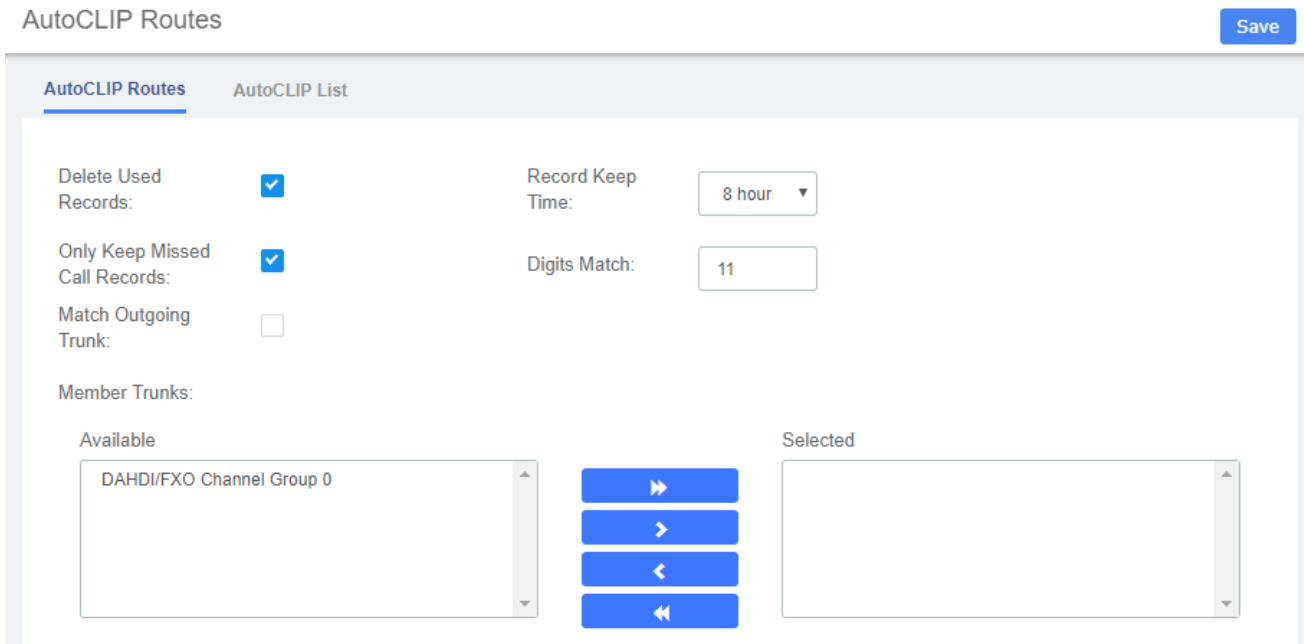 AutoCLIP Routes
Save
AutoCLIP Routes AutoCLIP List
Delete Used
Records:
Record Keep
Time:
8 hour
Only Keep Missed
Call Records:
Digits Match:
11
Match Outgoing
Trunk:
Member Trunks:
Available
Selected
DAHDI/FXO Channel Group 0